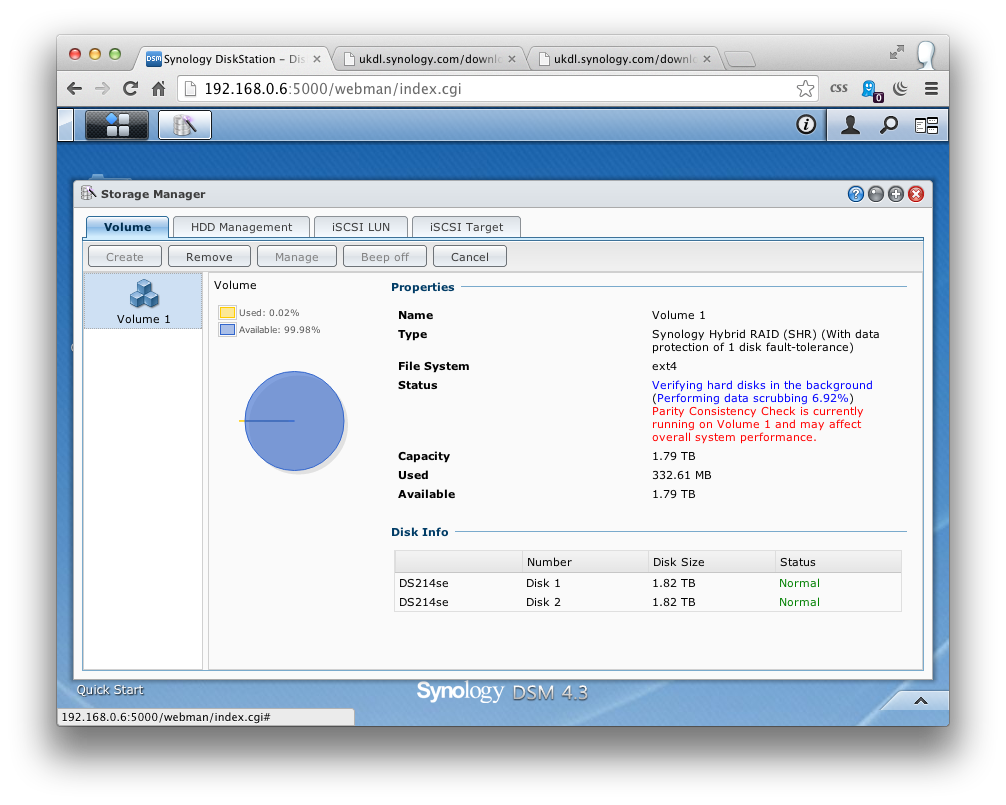 Synology DiskStation – Dis
ukdl.synology.com/downlo
ukdl.synology.com/downlo
192.168.0.6:5000/webman/index.cgi
CSS
0
Storage Manager
Volume
HDD Management
iSCSI LUN
iSCSI Target
Create
Remove
Manage
Beep off
Cancel
Volume 1
Volume
Used: 0.02%
Available: 99.98%
Properties
Name Volume 1
Type Synology Hybrid RAID (SHR) (With data
protection of 1 disk fault-tolerance)
File System ext4
Status Verifying hard disks in the background
(Performing data scrubbing 6.92%)
Parity Consistency Check is currently
running on Volume 1 and may affect
overall system performance.
Capacity 1.79 TB
Used 332.61 MB
Available 1.79 TB
Disk Info
Number Disk Size Status
DS214se Disk 1 1.82 TB Normal
DS214se Disk 2 1.82 TB Normal
Quick Start
Synology DSM 4.3
192.168.0.6:5000/webman/index.cgi#